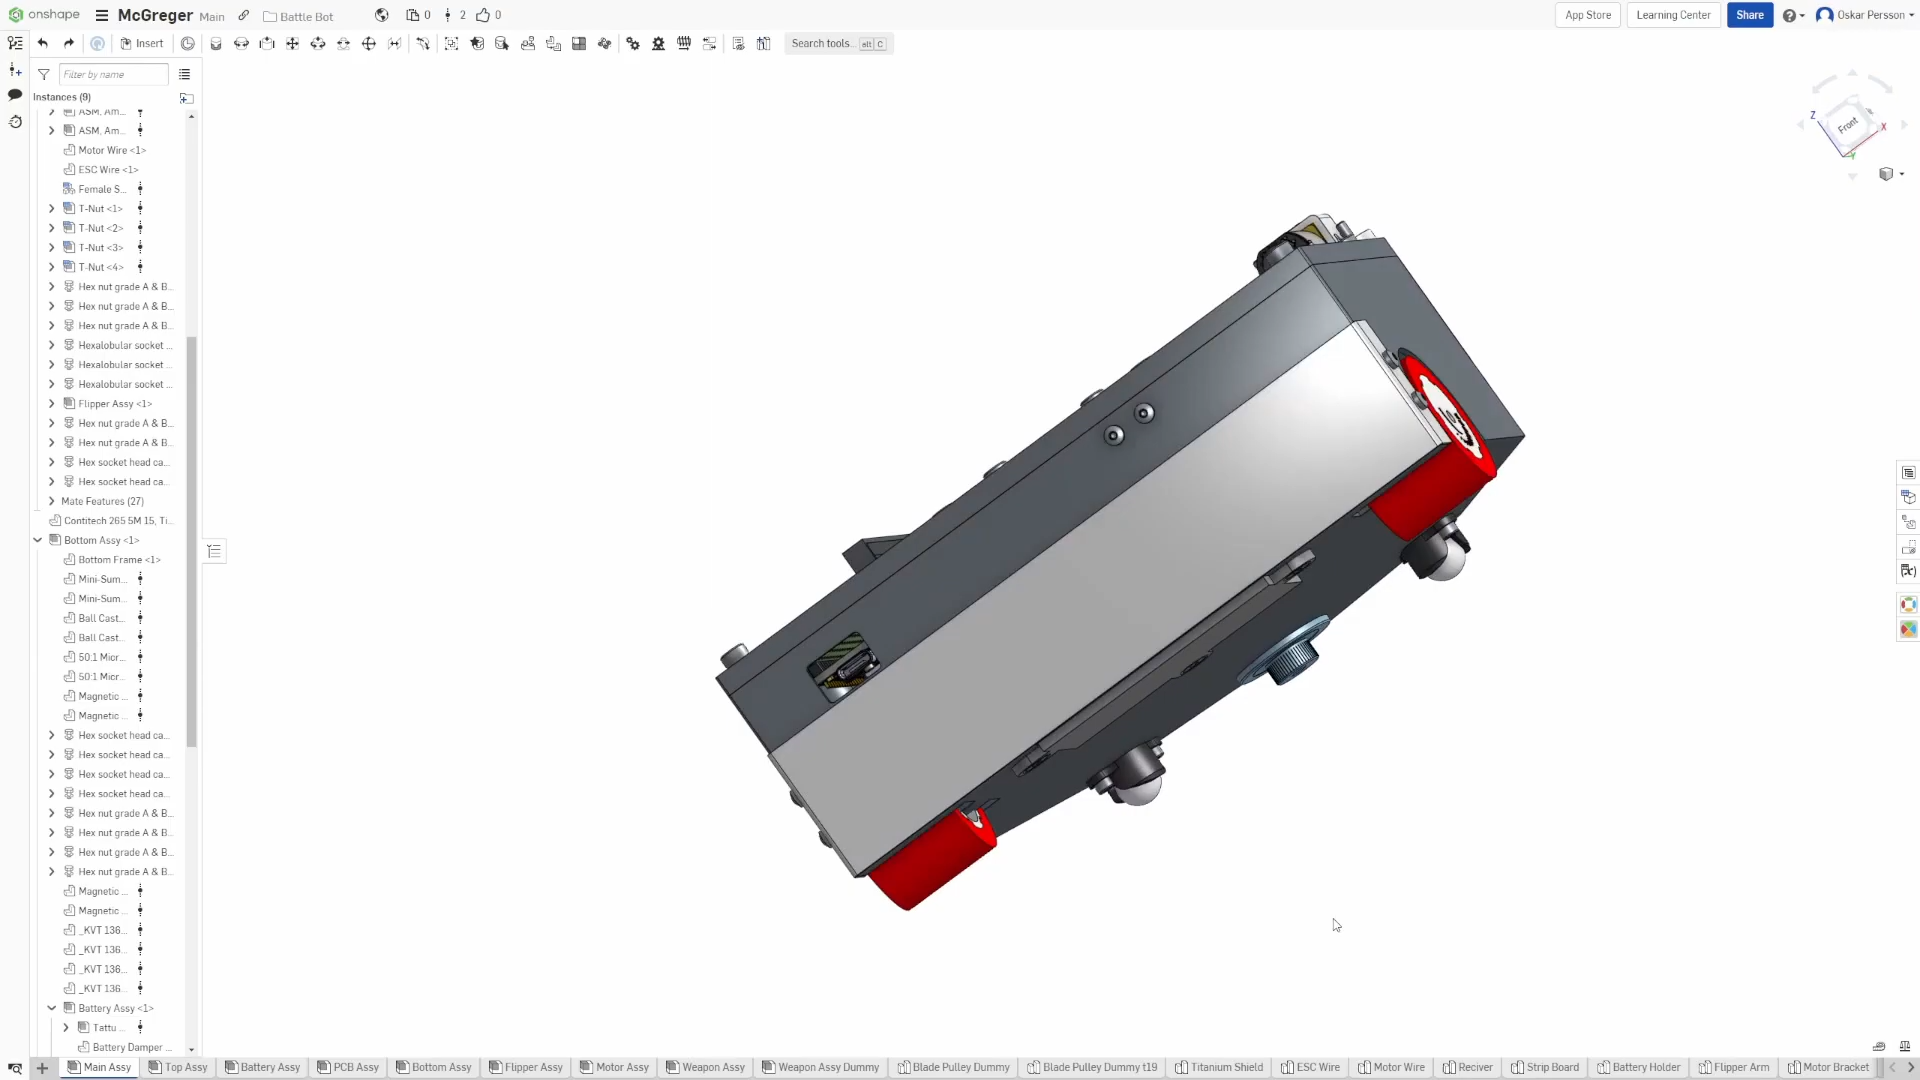 onshape McGreger Main Battle Bot 0 2 0 App Store Learning Center Share Oskar Persson
Insert Search tools... alt C
Filter by name
Instances (9)
ASM, Am...
ASM, Am...
Motor Wire <1>
ESC Wire <1>
Female S...
T-Nut <1>
T-Nut <2>
T-Nut <3>
T-Nut <4>
Hex nut grade A & B...
Hex nut grade A & B...
Hex nut grade A & B...
Hexalobular socket ...
Hexalobular socket ...
Hexalobular socket ...
Flipper Assy <1>
Hex nut grade A & B...
Hex nut grade A & B...
Hex socket head ca...
Hex socket head ca...
Mate Features (27)
Contitech 265 5M 15, Ti...
Bottom Assy <1>
Bottom Frame <1>
Mini-Sum...
Mini-Sum...
Ball Cast...
Ball Cast...
50:1 Micr...
50:1 Micr...
Magnetic ...
Magnetic ...
Hex socket head ca...
Hex socket head ca...
Hex socket head ca...
Hex socket head ca...
Hex nut grade A & B...
Hex nut grade A & B...
Hex nut grade A & B...
Hex nut grade A & B...
Magnetic ...
Magnetic ...
_KVT 136...
_KVT 136...
_KVT 136...
_KVT 136...
Battery Assy <1>
Tattu ...
Battery Damper ...
Z Front X
Y
(x)
Main Assy Top Assy Battery Assy PCB Assy Bottom Assy Flipper Assy Motor Assy Weapon Assy Weapon Assy Dummy Blade Pulley Dummy Blade Pulley Dummy t19 Titanium Shield ESC Wire Motor Wire Reciver Strip Board Battery Holder Flipper Arm Motor Bracket